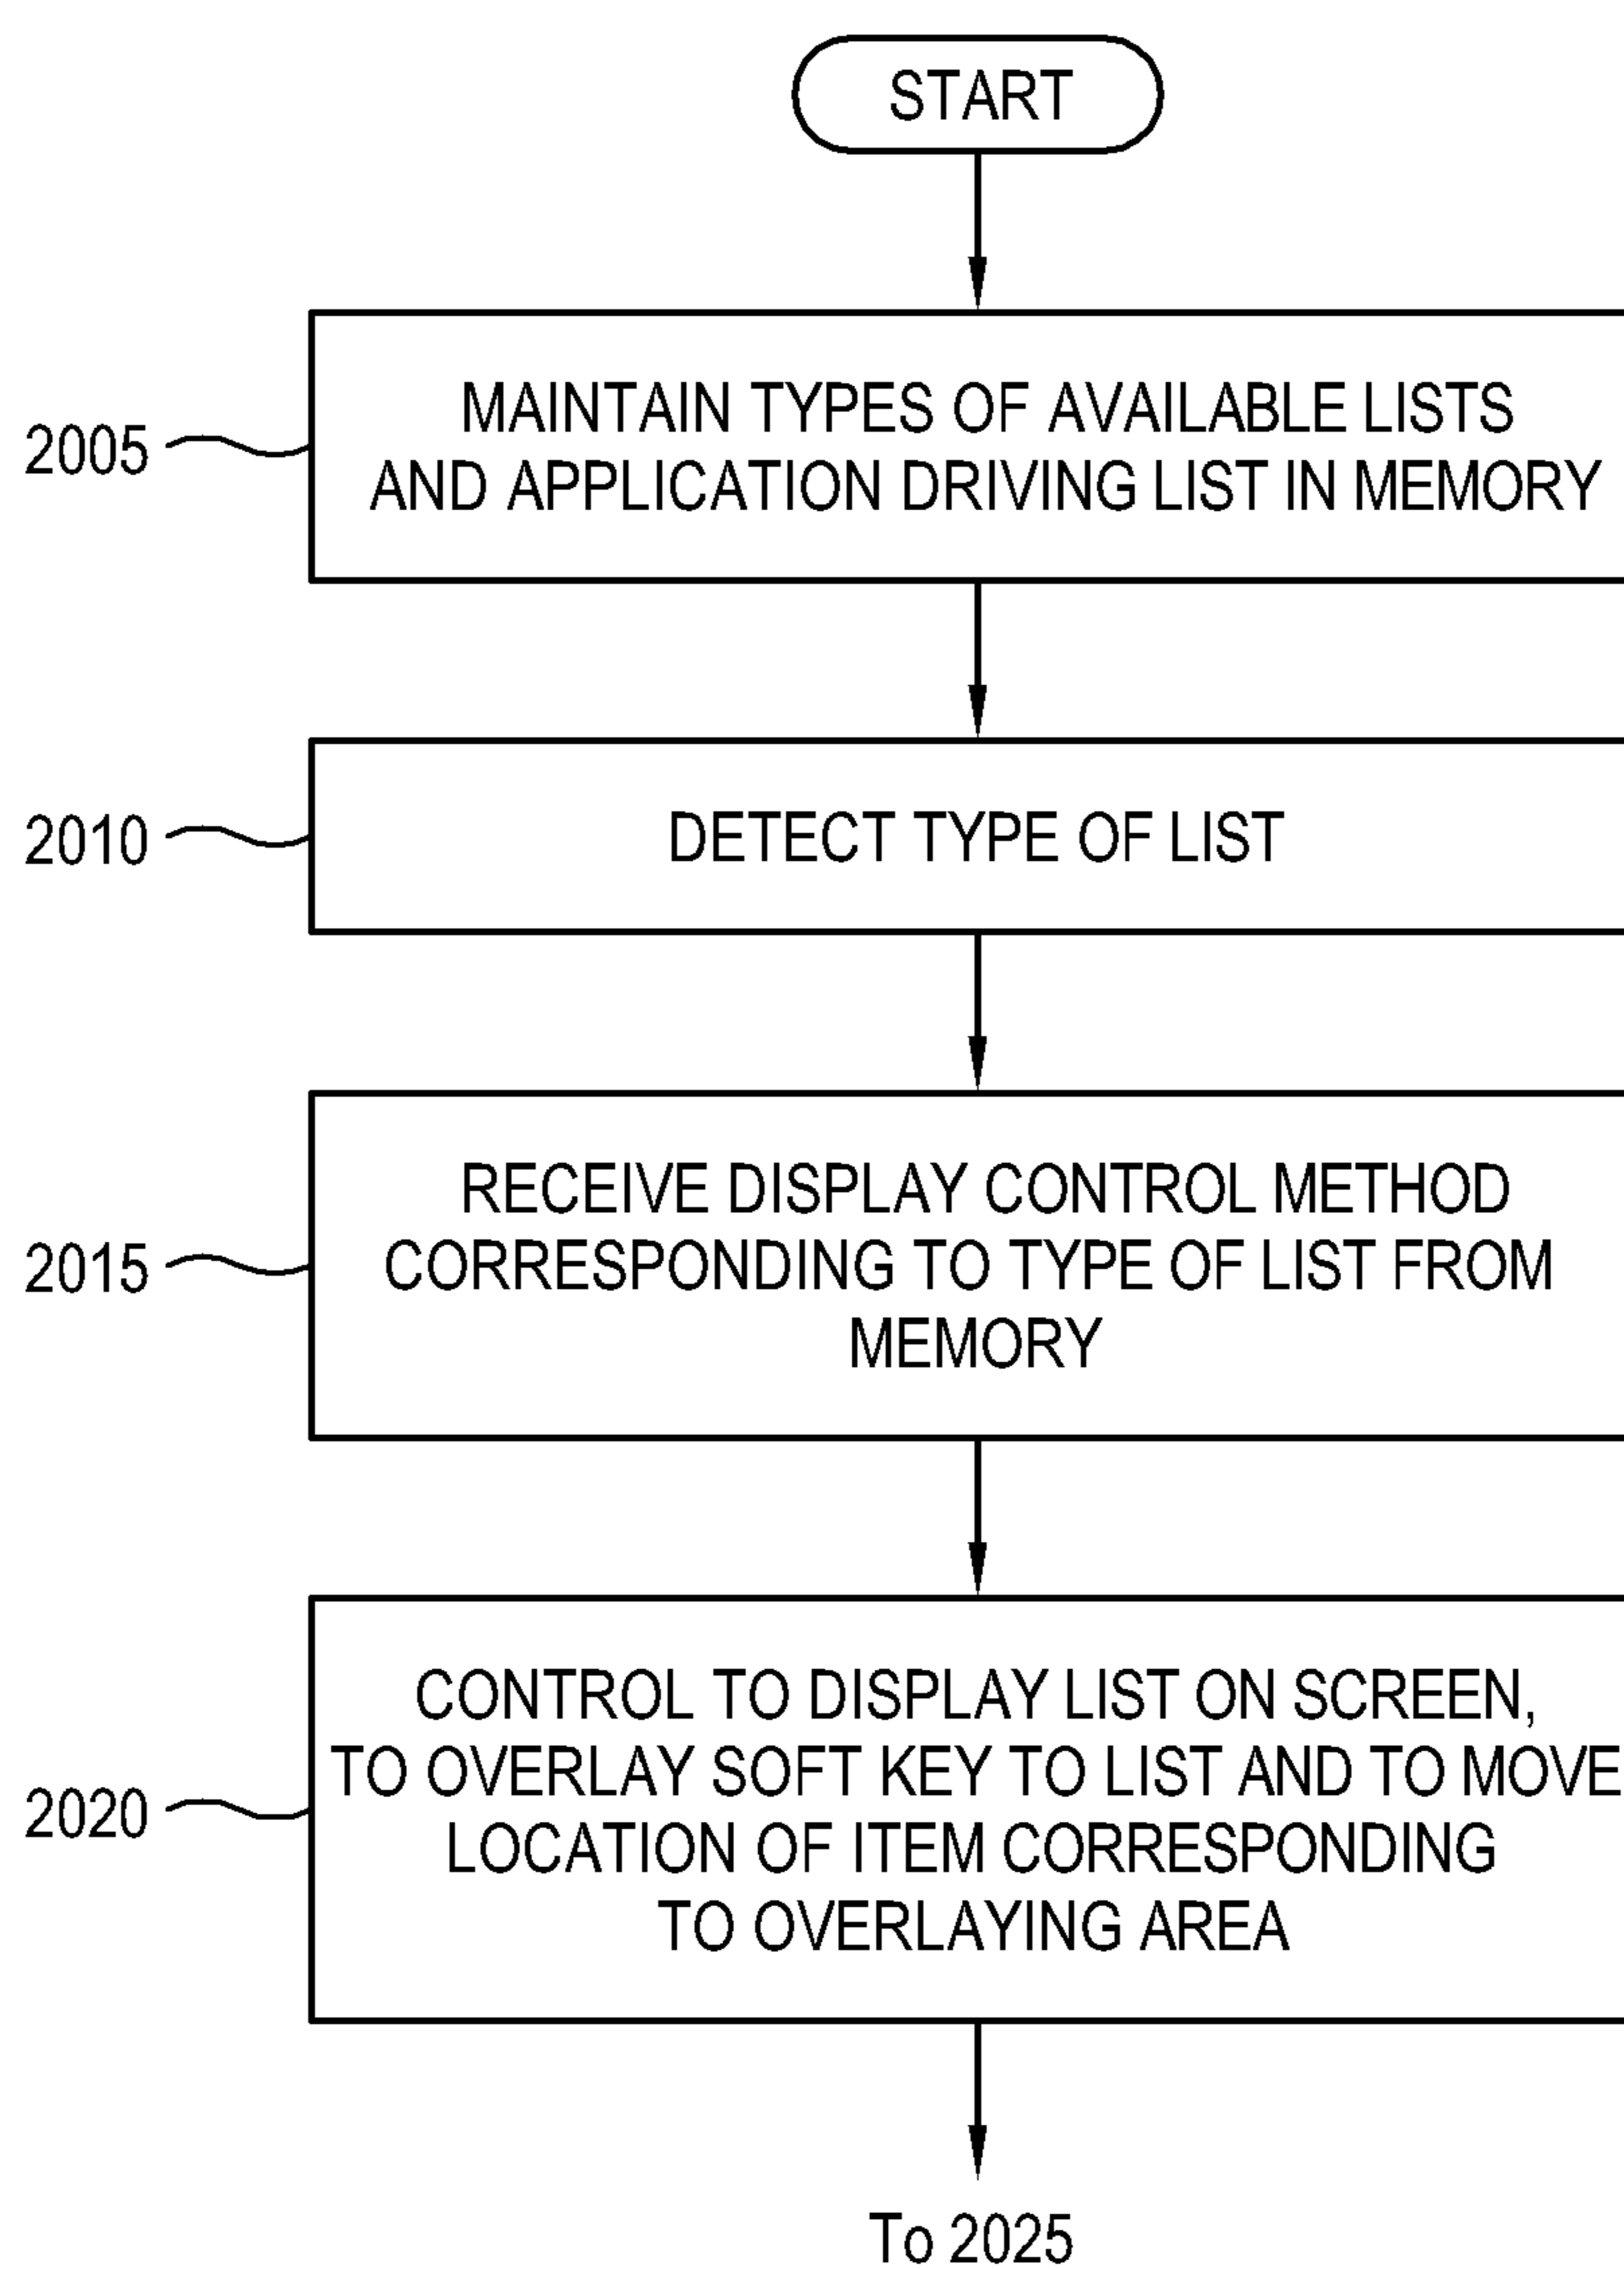 START
2005
MAINTAIN TYPES OF AVAILABLE LISTS
AND APPLICATION DRIVING LIST IN MEMORY
2010
DETECT TYPE OF LIST
2015
RECEIVE DISPLAY CONTROL METHOD
CORRESPONDING TO TYPE OF LIST FROM
MEMORY
2020
CONTROL TO DISPLAY LIST ON SCREEN,
TO OVERLAY SOFT KEY TO LIST AND TO MOVE
LOCATION OF ITEM CORRESPONDING
TO OVERLAYING AREA
To 2025